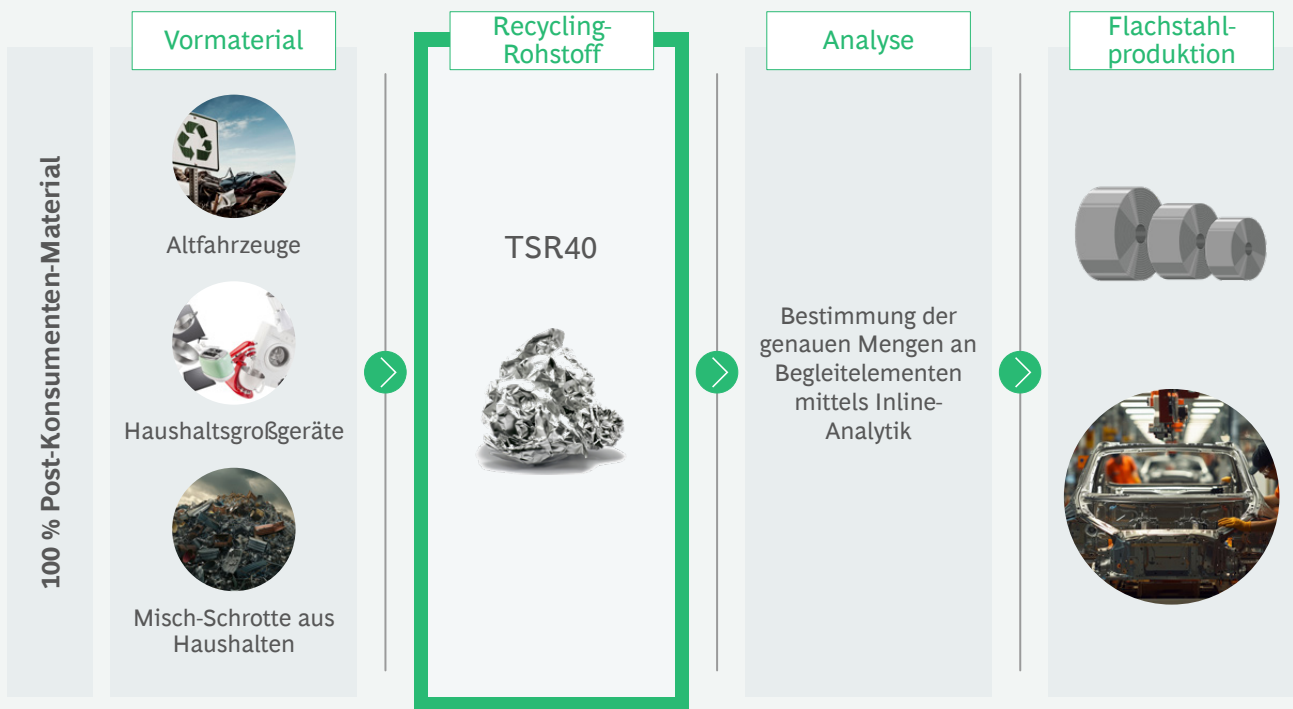 100 % Post-Konsumenten-Material
Vormaterial
Altfahrzeuge
Haushaltsgroßgeräte
Misch-Schrotte aus
Haushalten
Recycling-
Rohstoff
TSR40
Analyse
Bestimmung der
genauen Mengen an
Begleitelementen
mittels Inline-
Analytik
Flachstahl-
produktion